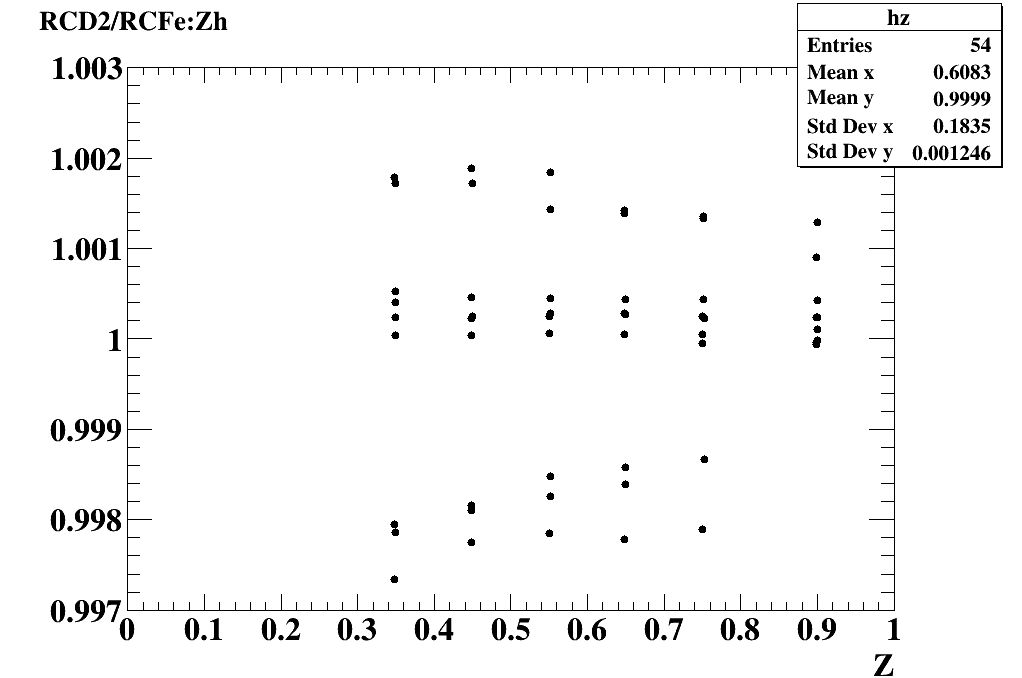 RCD2/RCFe:Zh
hz
Entries 54
Mean x 0.6083
Mean y 0.9999
Std Dev x 0.1835
Std Dev y 0.001246
1.003
1.002
1.001
1
0.999
0.998
0.997
0 0.1 0.2 0.3 0.4 0.5 0.6 0.7 0.8 0.9 1
Z